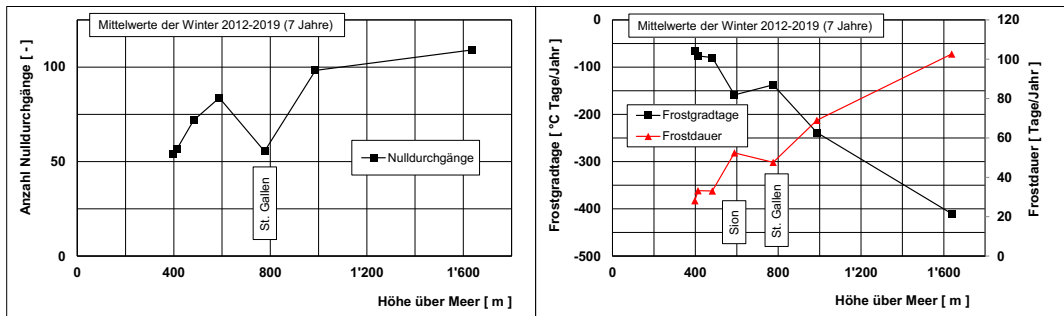 Mittelwerte der Winter 2012-2019 (7 Jahre)
Anzahl Nulldurchgänge [ - ]
100
50
0
Nulldurchgänge
St. Gallen
0
400
800
1'200
1'600
Höhe über Meer [ m ]
Mittelwerte der Winter 2012-2019 (7 Jahre)
Frostgradtage [ °C Tage/Jahr ]
0
-100
-200
-300
-400
-500
Frostgradtage
Frostdauer
Sion
St. Gallen
120
100
80
60
40
20
0
Frostdauer [ Tage/Jahr ]
0
400
800
1'200
1'600
Höhe über Meer [ m ]